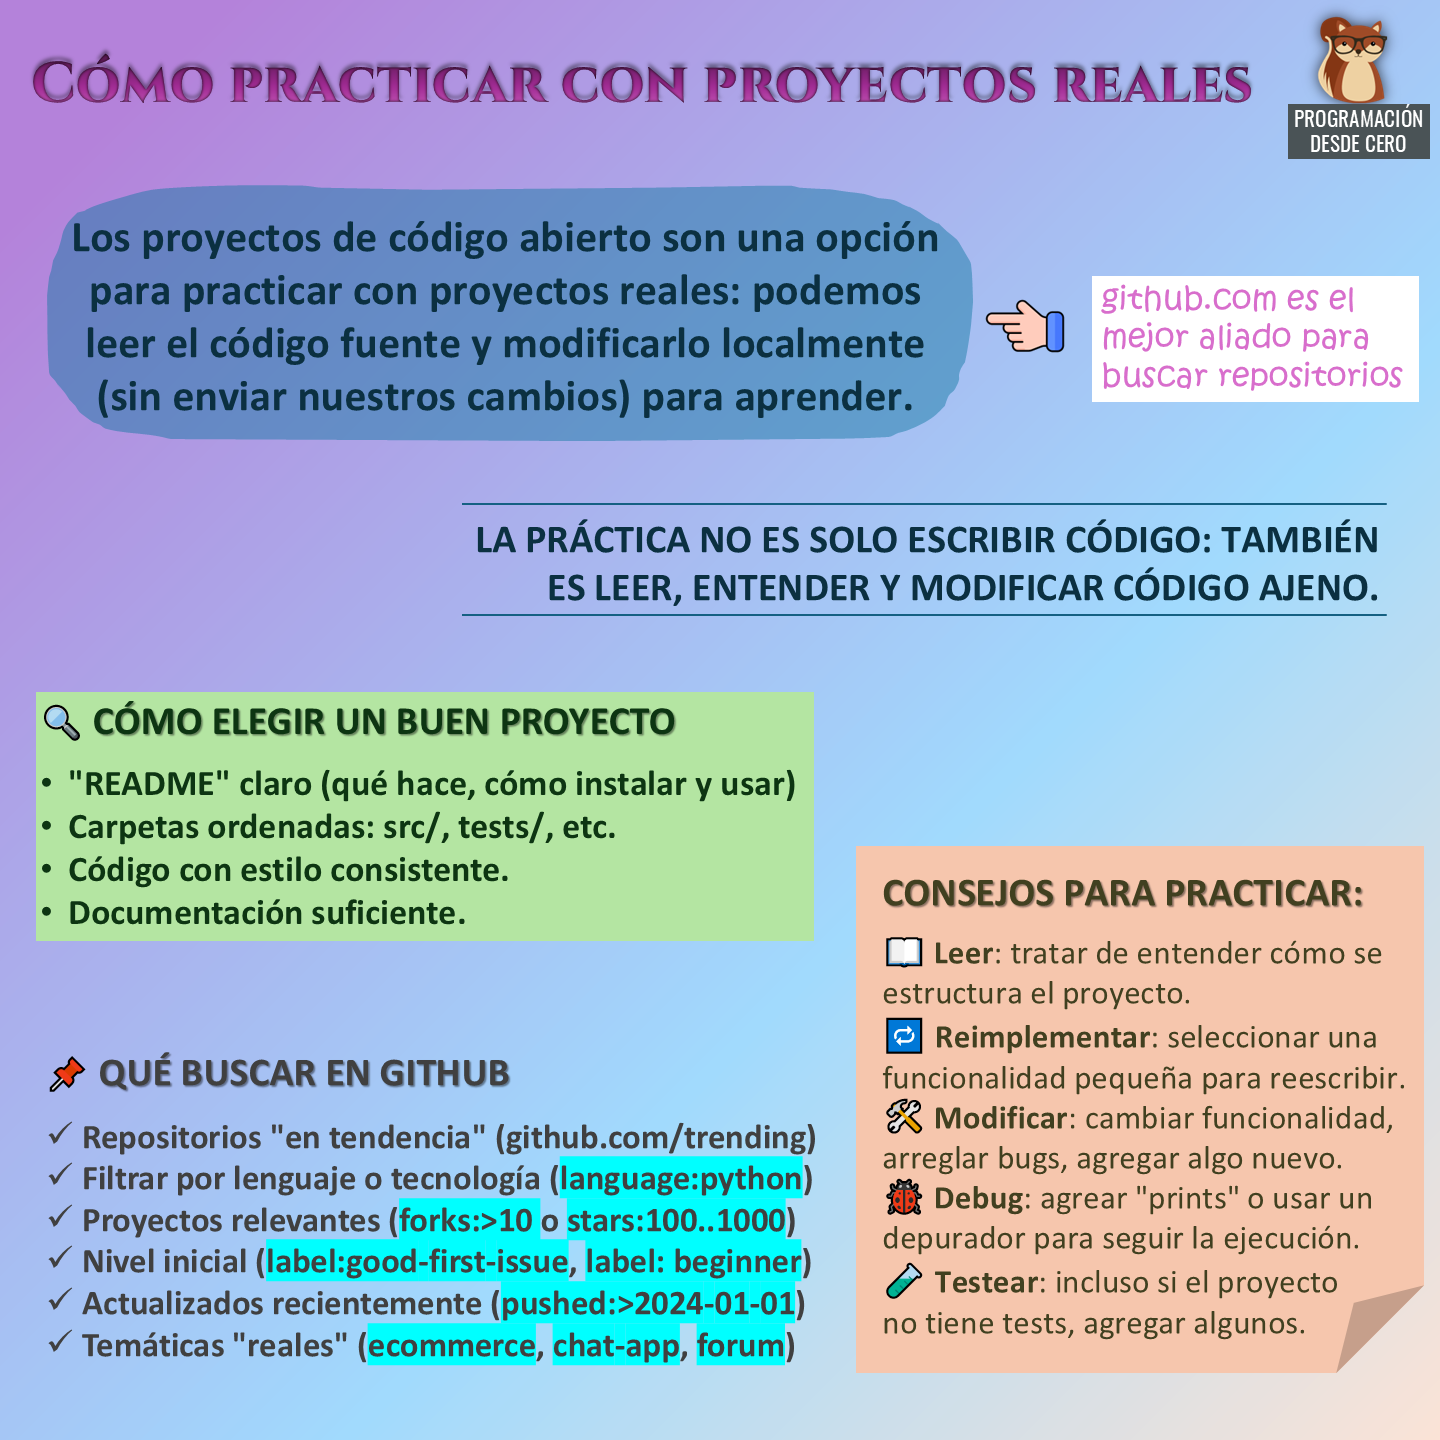 CÓMO PRACTICAR CON PROYECTOS REALES
PROGRAMACIÓN
DESDE CERO
Los proyectos de código abierto son una opción
para practicar con proyectos reales: podemos
leer el código fuente y modificarlo localmente
(sin enviar nuestros cambios) para aprender.
github.com es el
mejor aliado para
buscar repositorios
LA PRÁCTICA NO ES SOLO ESCRIBIR CÓDIGO: TAMBIÉN
ES LEER, ENTENDER Y MODIFICAR CÓDIGO AJENO.
CÓMO ELEGIR UN BUEN PROYECTO
• "README" claro (qué hace, cómo instalar y usar)
• Carpetas ordenadas: src/, tests/, etc.
• Código con estilo consistente.
• Documentación suficiente.
QUÉ BUSCAR EN GITHUB
✓ Repositorios "en tendencia" (github.com/trending)
✓ Filtrar por lenguaje o tecnología (language:python)
✓ Proyectos relevantes (forks:>10 o stars:100..1000)
✓ Nivel inicial (label:good-first-issue, label: beginner)
✓ Actualizados recientemente (pushed:>2024-01-01)
✓ Temáticas "reales" (ecommerce, chat-app, forum)
CONSEJOS PARA PRACTICAR:
Leer: tratar de entender cómo se
estructura el proyecto.
Reimplementar: seleccionar una
funcionalidad pequeña para reescribir.
Modificar: cambiar funcionalidad,
arreglar bugs, agregar algo nuevo.
Debug: agrear "prints" o usar un
depurador para seguir la ejecución.
Testear: incluso si el proyecto
no tiene tests, agregar algunos.